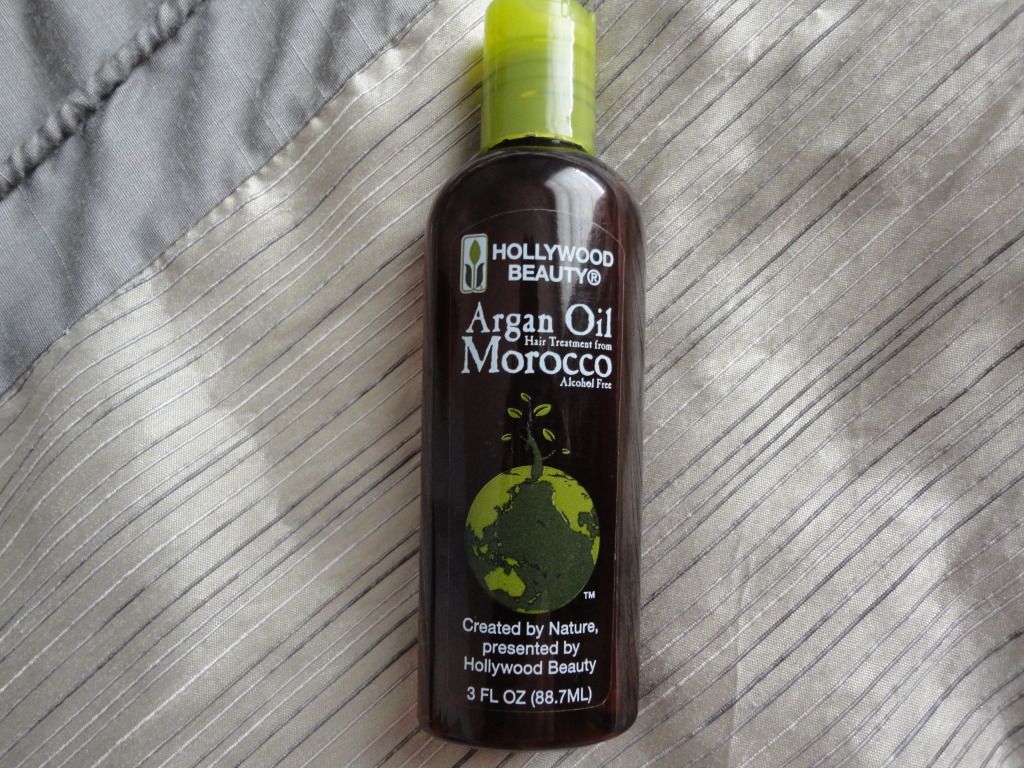 HOLLYWOOD
BEAUTY®
Argan Oil
Hair Treatment from
Morocco
Alcohol Free
TM
Created by Nature,
presented by
Hollywood Beauty
3 FL OZ (88.7ML)